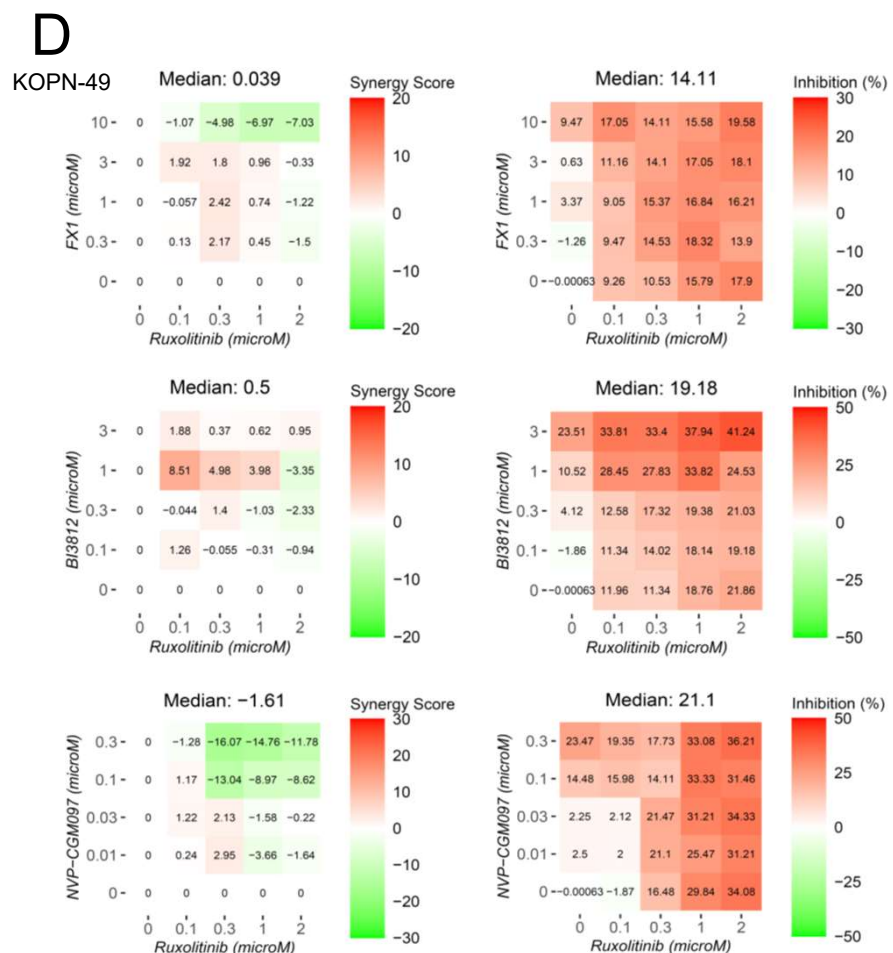 D
KOPN-49
Median: 0.039
Synergy Score
FX1 (microM)
10 0 −1.07 −4.98 −6.97 −7.03
3 0 1.92 1.8 0.96 −0.33
1 0 −0.057 2.42 0.74 −1.22
0.3 0 0.13 2.17 0.45 −1.5
0 0 0 0 0 0
0 0.1 0.3 1 2
Ruxolitinib (microM)
20
10
0
−10
−20
Median: 14.11
Inhibition (%)
FX1 (microM)
10 9.47 17.05 14.11 15.58 19.58
3 0.63 11.16 14.1 17.05 18.1
1 3.37 9.05 15.37 16.84 16.21
0.3 −1.26 9.47 14.53 18.32 13.9
0 −0.00063 9.26 10.53 15.79 17.9
0 0.1 0.3 1 2
Ruxolitinib (microM)
30
20
10
0
−10
−20
−30
Median: 0.5
Synergy Score
BI3812 (microM)
3 0 1.88 0.37 0.62 0.95
1 0 8.51 4.98 3.98 −3.35
0.3 0 −0.044 1.4 −1.03 −2.33
0.1 0 1.26 −0.055 −0.31 −0.94
0 0 0 0 0 0
0 0.1 0.3 1 2
Ruxolitinib (microM)
20
10
0
−10
−20
Median: 19.18
Inhibition (%)
BI3812 (microM)
3 23.51 33.81 33.4 37.94 41.24
1 10.52 28.45 27.83 33.82 24.53
0.3 4.12 12.58 17.32 19.38 21.03
0.1 −1.86 11.34 14.02 18.14 19.18
0 −0.00063 11.96 11.34 18.76 21.86
0 0.1 0.3 1 2
Ruxolitinib (microM)
50
25
0
−25
−50
Median: −1.61
Synergy Score
NVP−CGM097 (microM)
0.3 0 −1.28 −16.07 −14.76 −11.78
0.1 0 1.17 −13.04 −8.97 −8.62
0.03 0 1.22 2.13 −1.58 −0.22
0.01 0 0.24 2.95 −3.66 −1.64
0 0 0 0 0 0
0 0.1 0.3 1 2
Ruxolitinib (microM)
30
20
10
0
−10
−20
−30
Median: 21.1
Inhibition (%)
NVP−CGM097 (microM)
0.3 23.47 19.35 17.73 33.08 36.21
0.1 14.48 15.98 14.11 33.33 31.46
0.03 2.25 2.12 21.47 31.21 34.33
0.01 2.5 2 21.1 25.47 31.21
0 −0.00063 −1.87 16.48 29.84 34.08
0 0.1 0.3 1 2
Ruxolitinib (microM)
50
25
0
−25
−50